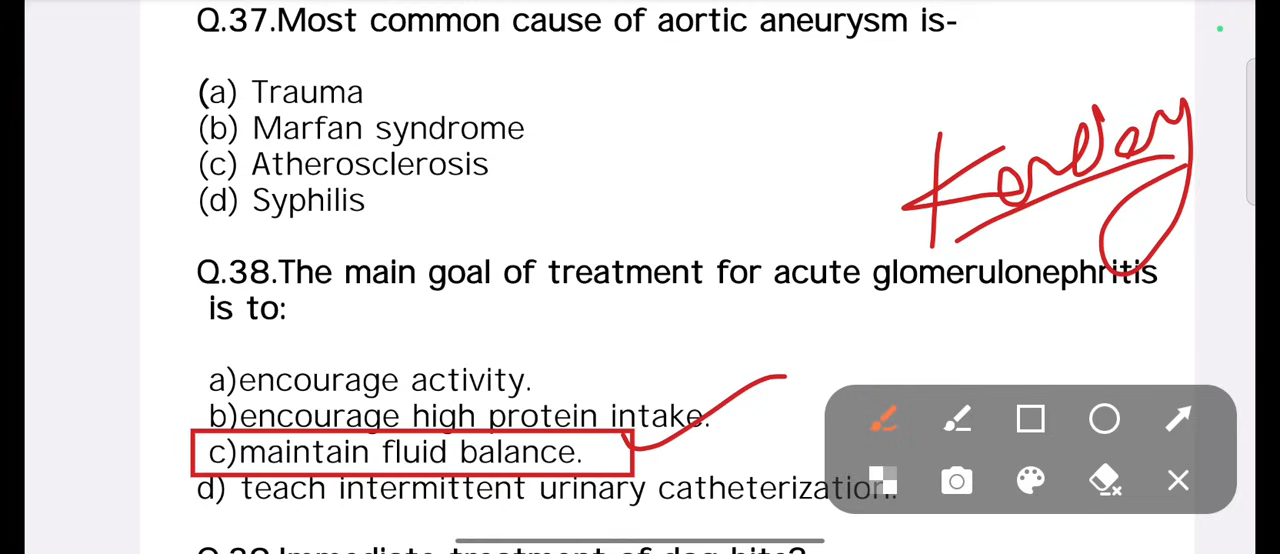 Q.37.Most common cause of aortic aneurysm is-
(a) Trauma
(b) Marfan syndrome
(c) Atherosclerosis
(d) Syphilis
Q.38.The main goal of treatment for acute glomerulonephritis
is to:
a)encourage activity.
b)encourage high protein intake.
c)maintain fluid balance.
d) teach intermittent urinary catheterization.